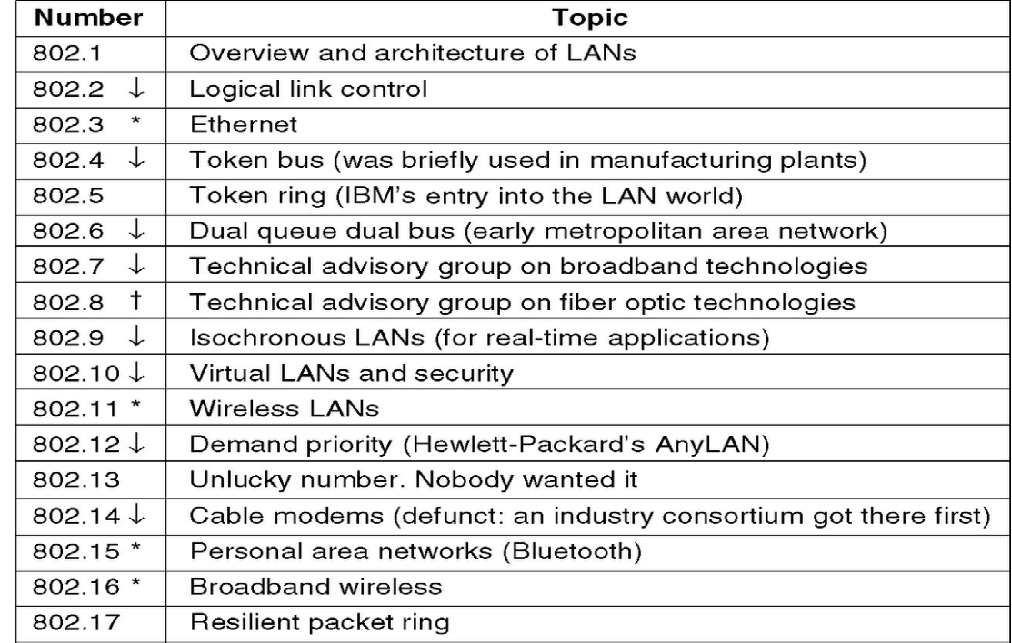 Number Topic
802.1 Overview and architecture of LANs
802.2 ↓ Logical link control
802.3 * Ethernet
802.4 ↓ Token bus (was briefly used in manufacturing plants)
802.5 Token ring (IBM's entry into the LAN world)
802.6 ↓ Dual queue dual bus (early metropolitan area network)
802.7 ↓ Technical advisory group on broadband technologies
802.8 † Technical advisory group on fiber optic technologies
802.9 ↓ Isochronous LANs (for real-time applications)
802.10 ↓ Virtual LANs and security
802.11 * Wireless LANs
802.12 ↓ Demand priority (Hewlett-Packard's AnyLAN)
802.13 Unlucky number. Nobody wanted it
802.14 ↓ Cable modems (defunct: an industry consortium got there first)
802.15 * Personal area networks (Bluetooth)
802.16 * Broadband wireless
802.17 Resilient packet ring